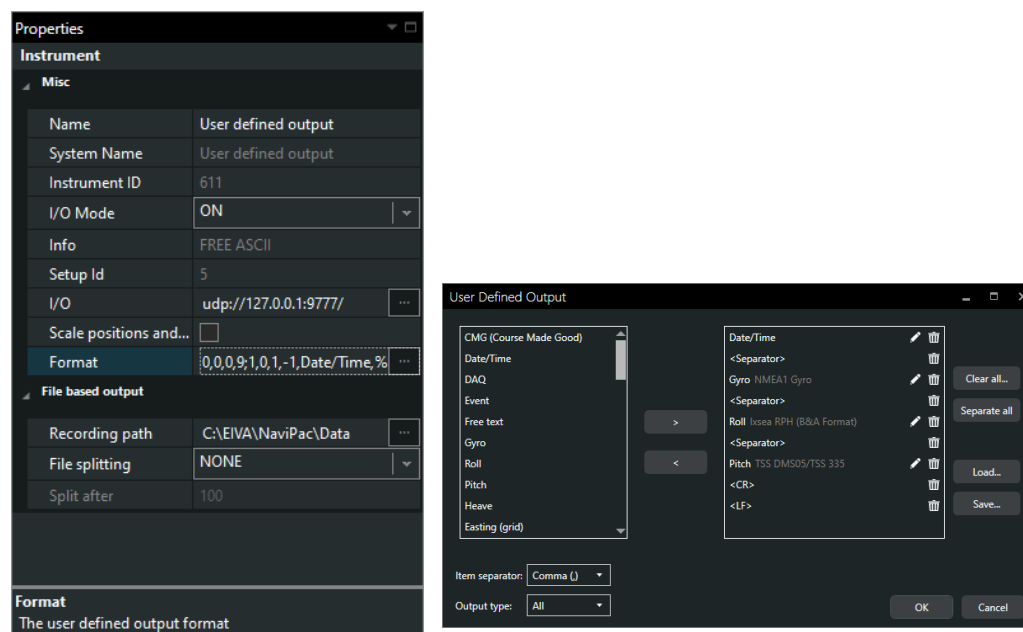 Properties
Instrument
Misc
Name User defined output
System Name User defined output
Instrument ID 611
I/O Mode ON
Info FREE ASCII
Setup Id 5
I/O udp://127.0.0.1:9777/ ...
Scale positions and...
Format 0,0,0,9;1,0,1,-1,Date/Time,% ...
File based output
Recording path C:\EIVA\NaviPac\Data ...
File splitting NONE
Split after 100
Format
The user defined output format
User Defined Output
CMG (Course Made Good)
Date/Time
DAQ
Event
Free text
Gyro
Roll
Pitch
Heave
Easting (grid)
>
<
Date/Time
<Separator>
Gyro NMEA1 Gyro
<Separator>
Roll Ixsea RPH (B&A Format)
<Separator>
Pitch TSS DMS05/TSS 335
<CR>
<LF>
Clear all...
Separate all
Load...
Save...
Item separator: Comma (,)
Output type: All
OK Cancel